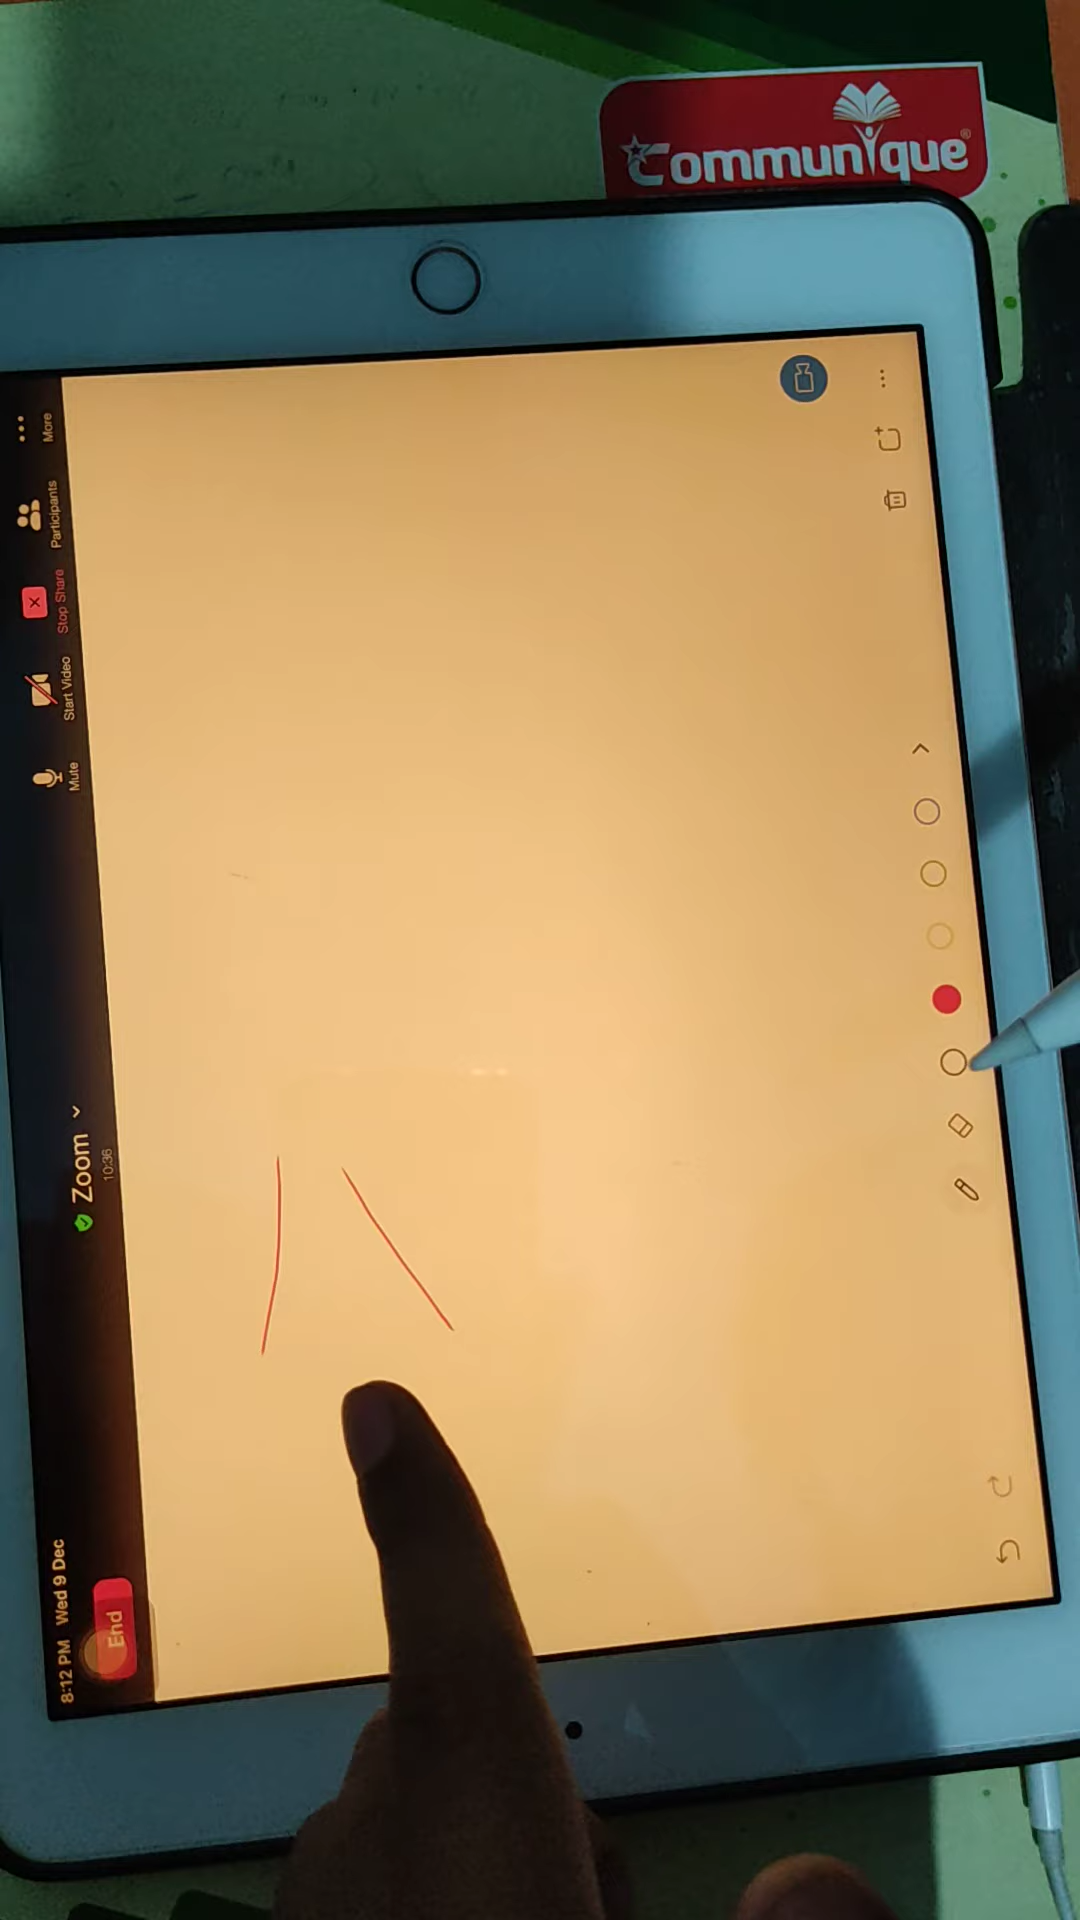 Communique®
8:12 PM Wed 9 Dec
End
Zoom
10:36
Mute
Start Video
Stop Share
Participants
More